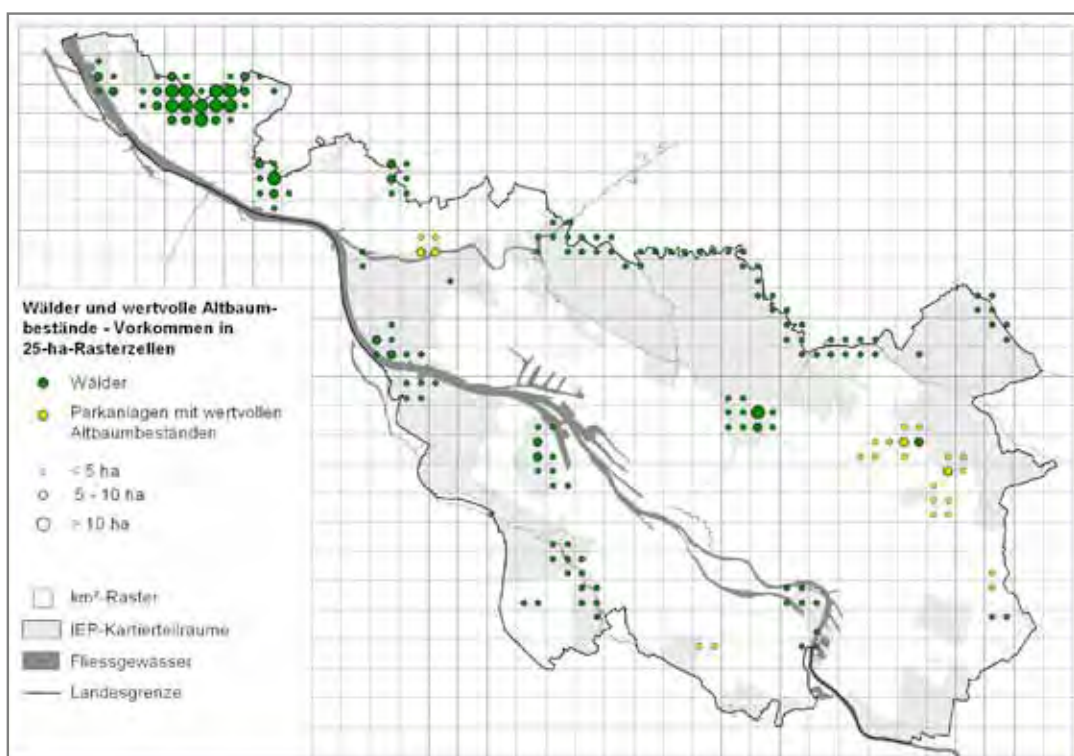 Wälder und wertvolle Altbaum-
bestände - Vorkommen in
25-ha-Rasterzellen
Wälder
Parkanlagen mit wertvollen
Altbaumbeständen
< 5 ha
5 - 10 ha
> 10 ha
km²-Raster
IEP-Kartierteilräume
Fliessgewässer
Landesgrenze